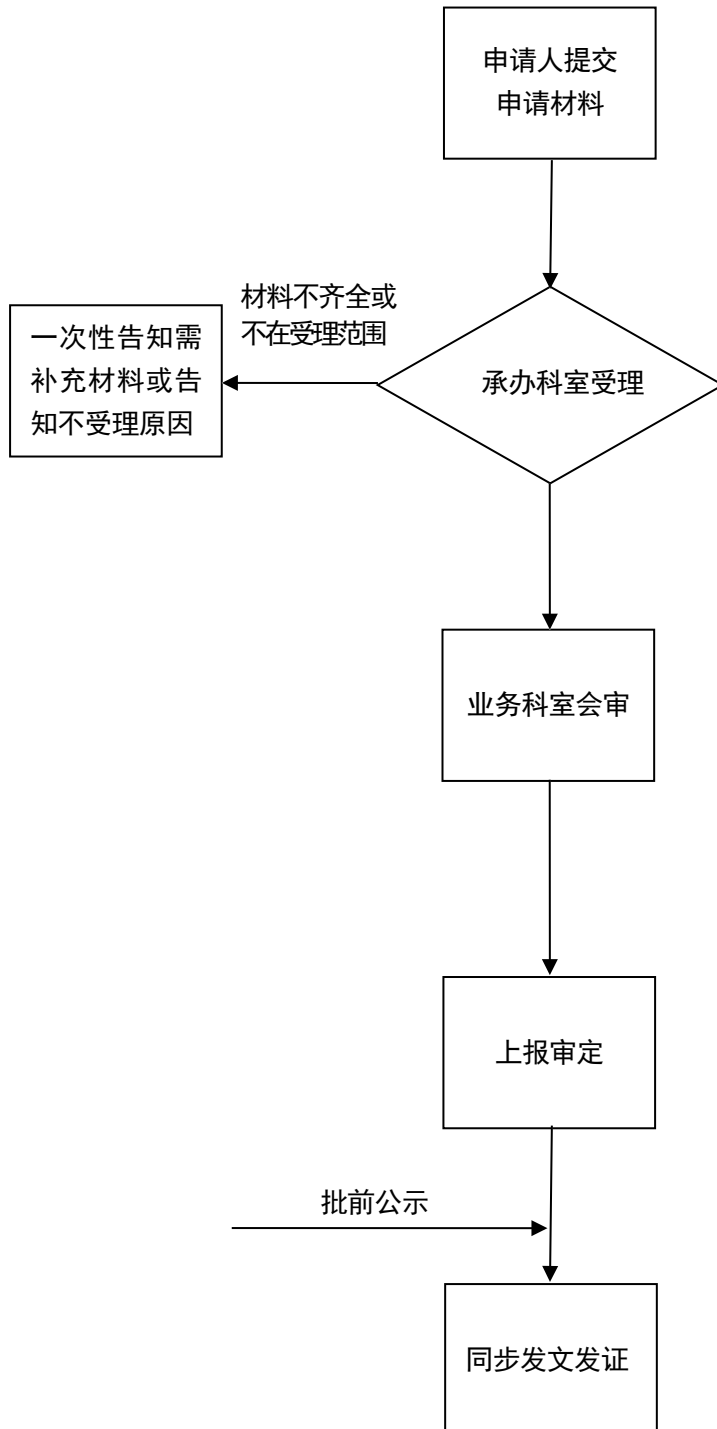 申请人提交
申请材料
材料不齐全或
不在受理范围
一次性告知需
补充材料或告
知不受理原因
承办科室受理
业务科室会审
上报审定
批前公示
同步发文发证